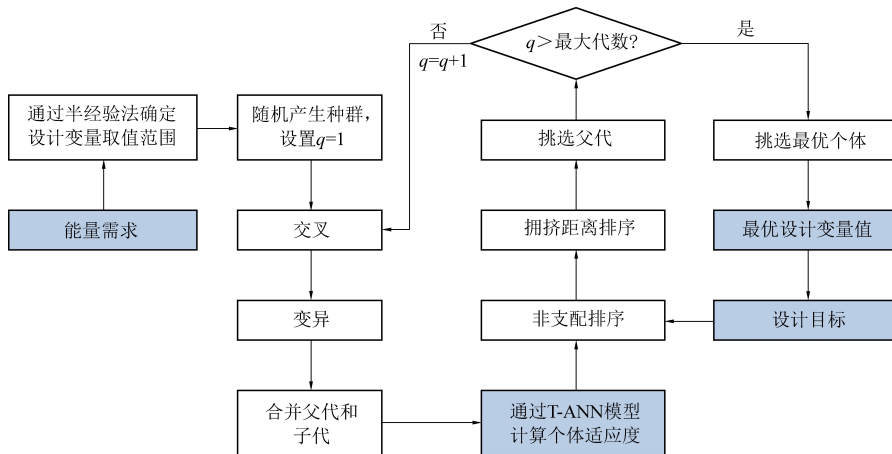 否
q>最大代数?
是
q=q+1
通过半经验法确定
设计变量取值范围
随机产生种群，
设置q=1
挑选父代
挑选最优个体
能量需求
交叉
拥挤距离排序
最优设计变量值
变异
非支配排序
设计目标
合并父代和
子代
通过T-ANN模型
计算个体适应度